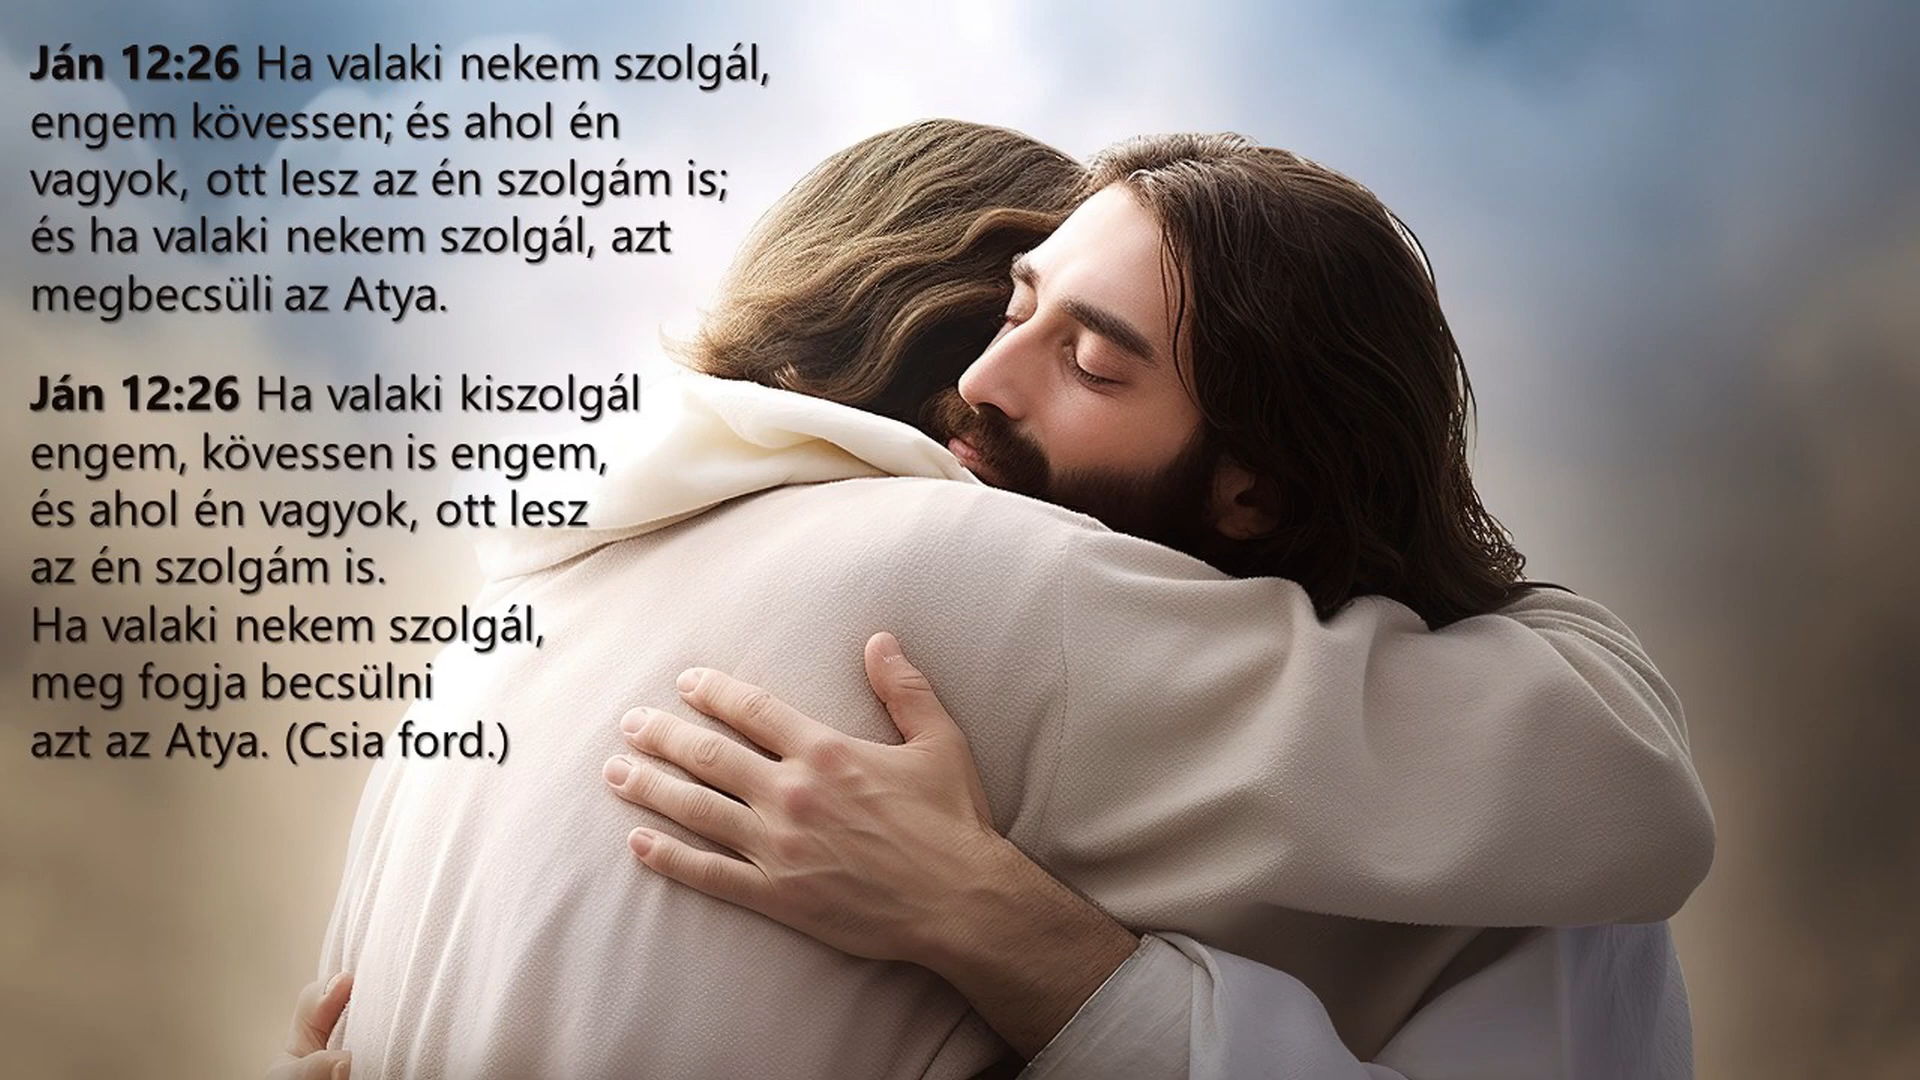 Ján 12:26 Ha valaki nekem szolgál,
engem kövessen; és ahol én
vagyok, ott lesz az én szolgám is;
és ha valaki nekem szolgál, azt
megbecsüli az Atya.
Ján 12:26 Ha valaki kiszolgál
engem, kövessen is engem,
és ahol én vagyok, ott lesz
az én szolgám is.
Ha valaki nekem szolgál,
meg fogja becsülni
azt az Atya. (Csia ford.)